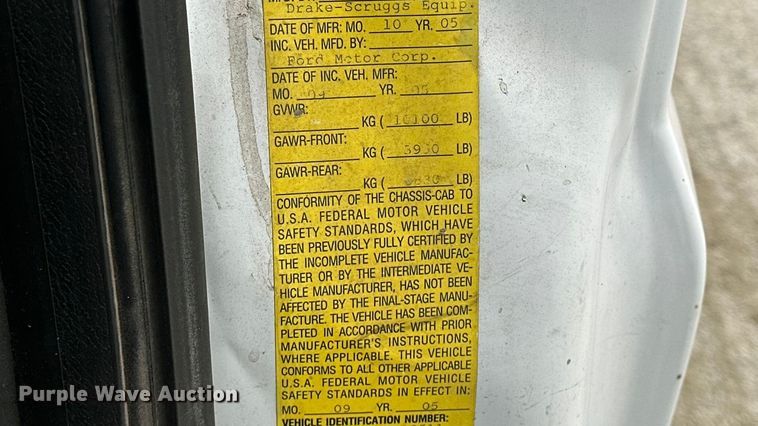 Drake-Scruggs Equip.
DATE OF MFR: MO. 10 YR. 05
INC. VEH. MFD. BY:
Ford Motor Corp.
DATE OF INC. VEH. MFR:
MO. 09 YR. 05
GVWR:
KG ( 10100 LB)
GAWR-FRONT:
KG ( LB)
GAWR-REAR:
KG ( LB)
CONFORMITY OF THE CHASSIS-CAB TO
U.S.A. FEDERAL MOTOR VEHICLE
SAFETY STANDARDS, WHICH HAVE
BEEN PREVIOUSLY FULLY CERTIFIED BY
THE INCOMPLETE VEHICLE MANUFAC-
TURER OR BY THE INTERMEDIATE VE-
HICLE MANUFACTURER, HAS NOT BEEN
AFFECTED BY THE FINAL-STAGE MANU-
FACTURE. THE VEHICLE HAS BEEN COM-
PLETED IN ACCORDANCE WITH PRIOR
MANUFACTURER'S INSTRUCTIONS,
WHERE APPLICABLE. THIS VEHICLE
CONFORMS TO ALL OTHER APPLICABLE
U.S.A. FEDERAL MOTOR VEHICLE
SAFETY STANDARDS IN EFFECT IN:
MO. 09 YR. 05
VEHICLE IDENTIFICATION NUMBER:
Purple Wave Auction